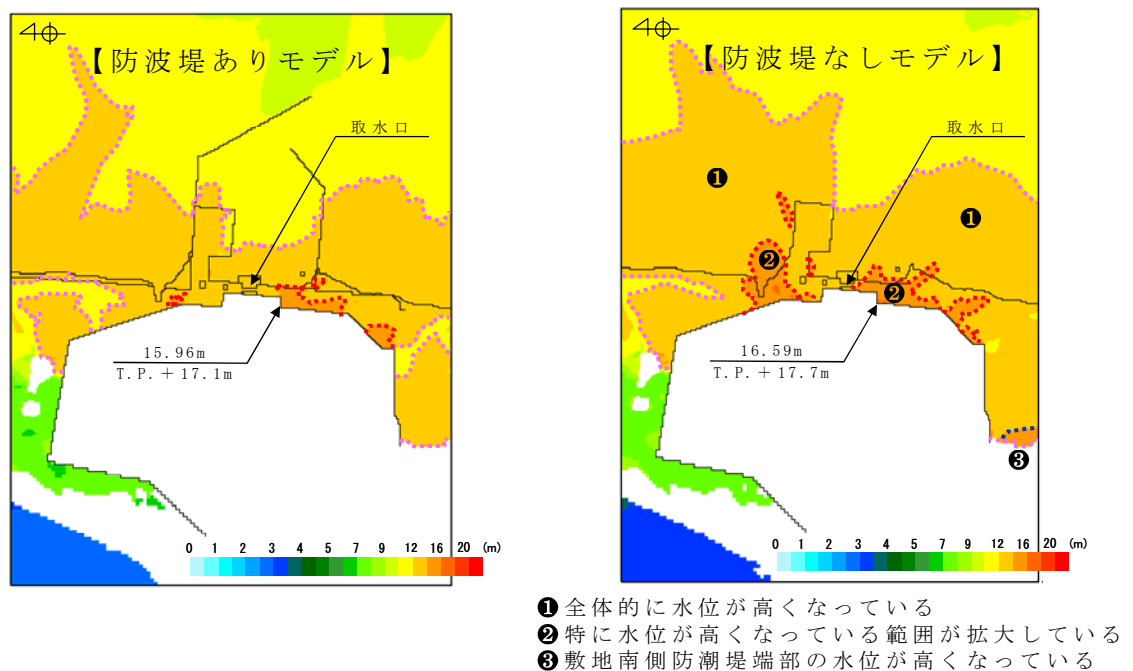 【防波堤ありモデル】
取水口
15.96m
T.P.+17.1m
0 1 2 3 4 5 7 9 12 16 20 (m)
【防波堤なしモデル】
取水口
❶
❶
❷
❷
16.59m
T.P.+17.7m
❸
0 1 2 3 4 5 7 9 12 16 20 (m)
❶全体的に水位が高くなっている
❷特に水位が高くなっている範囲が拡大している
❸敷地南側防潮堤端部の水位が高くなっている